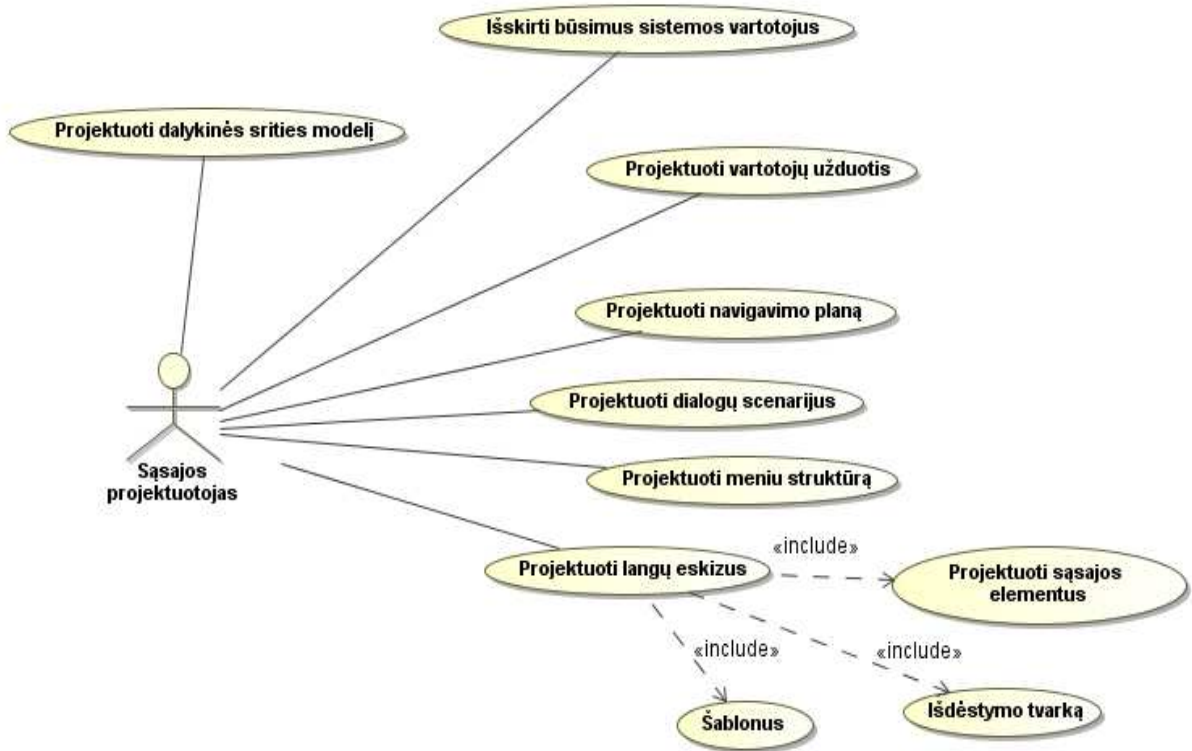 Išskirti būsimus sistemos vartotojus
Projektuoti dalykinės srities modelį
Projektuoti vartotojų užduotis
Projektuoti navigavimo planą
Projektuoti dialogų scenarijus
Sąsajos
projektuotojas
Projektuoti meniu struktūrą
«include»
Projektuoti langų eskizus
Projektuoti sąsajos
elementus
«include»
«include»
Šablonus
Išdėstymo tvarką